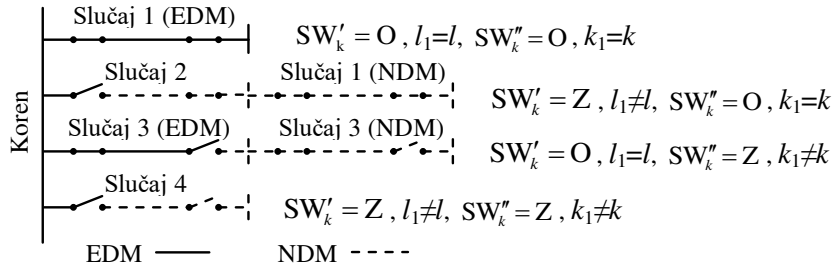 Slučaj 1 (EDM)
SW′ₖ = O , l₁=l, SW″ₖ = O, k₁=k
Slučaj 2 Slučaj 1 (NDM)
SW′ₖ = Z , l₁≠l, SW″ₖ = O, k₁=k
Slučaj 3 (EDM) Slučaj 3 (NDM)
SW′ₖ = O , l₁=l, SW″ₖ = Z, k₁≠k
Slučaj 4
SW′ₖ = Z , l₁≠l, SW″ₖ = Z, k₁≠k
Koren
EDM NDM